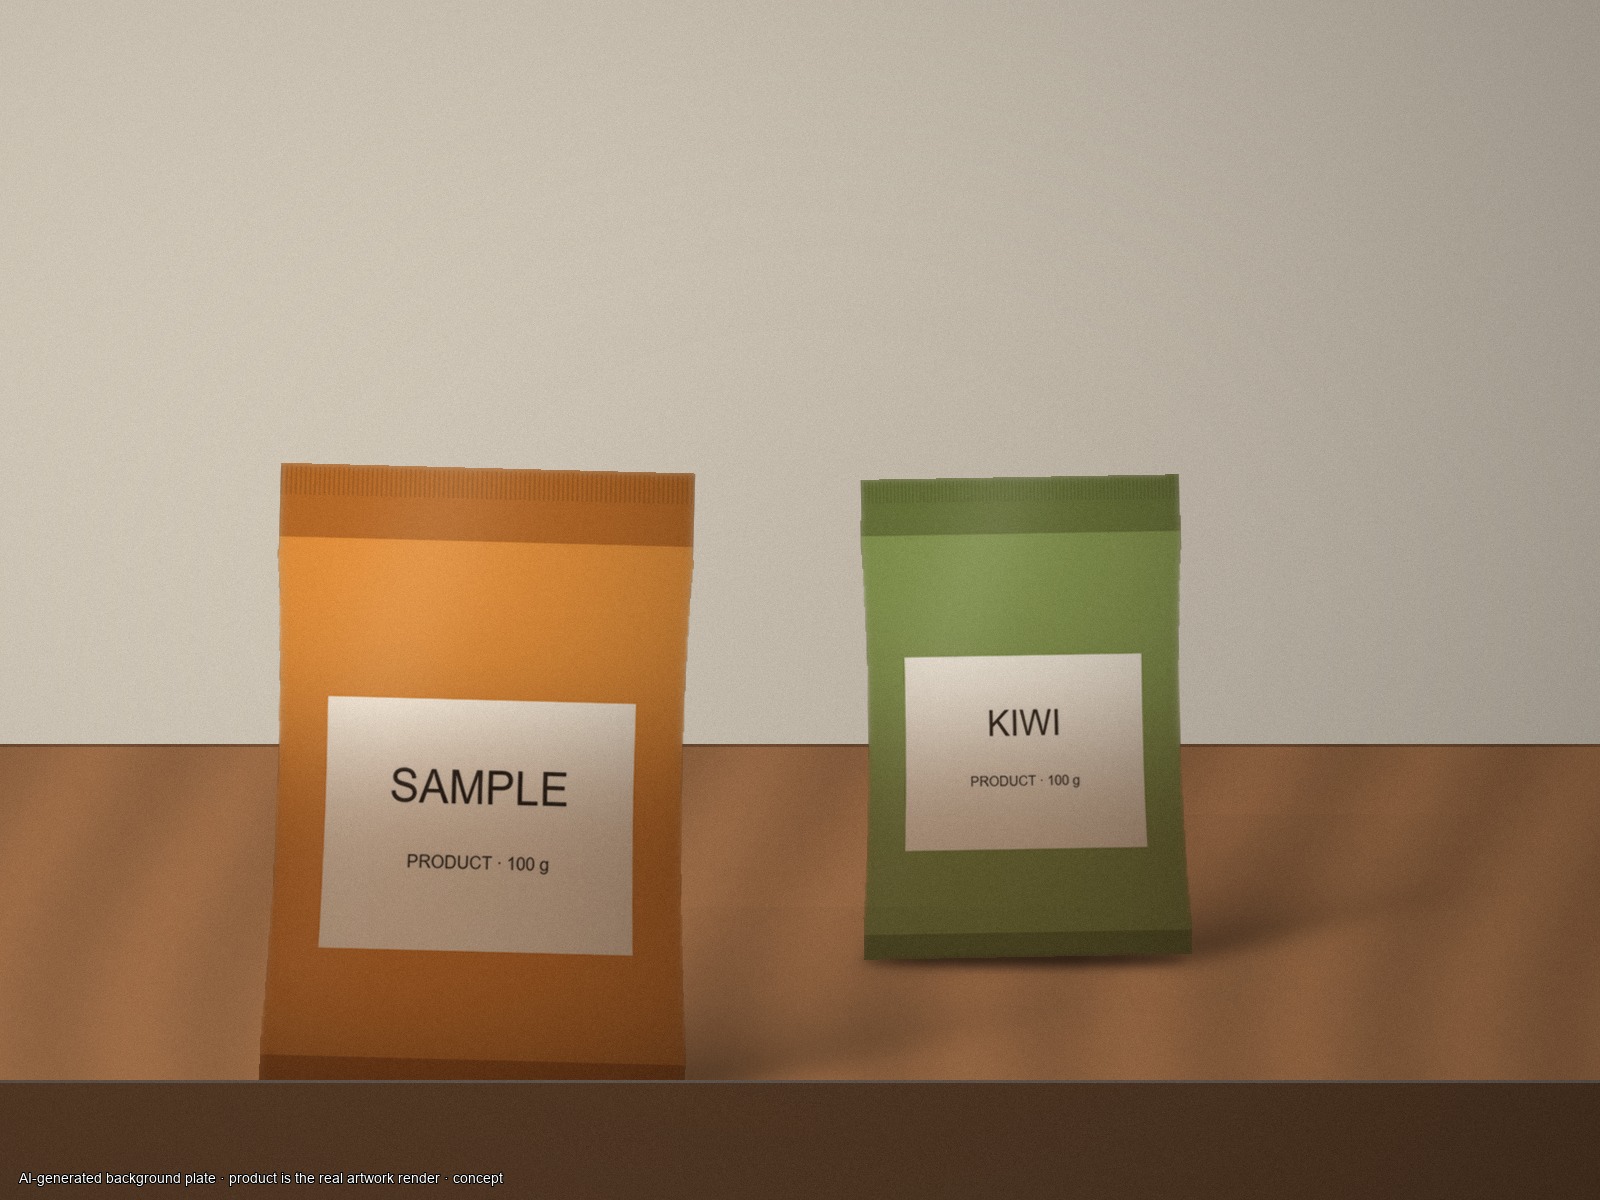 SAMPLE
PRODUCT · 100 g
KIWI
PRODUCT · 100 g
AI-generated background plate · product is the real artwork render · concept